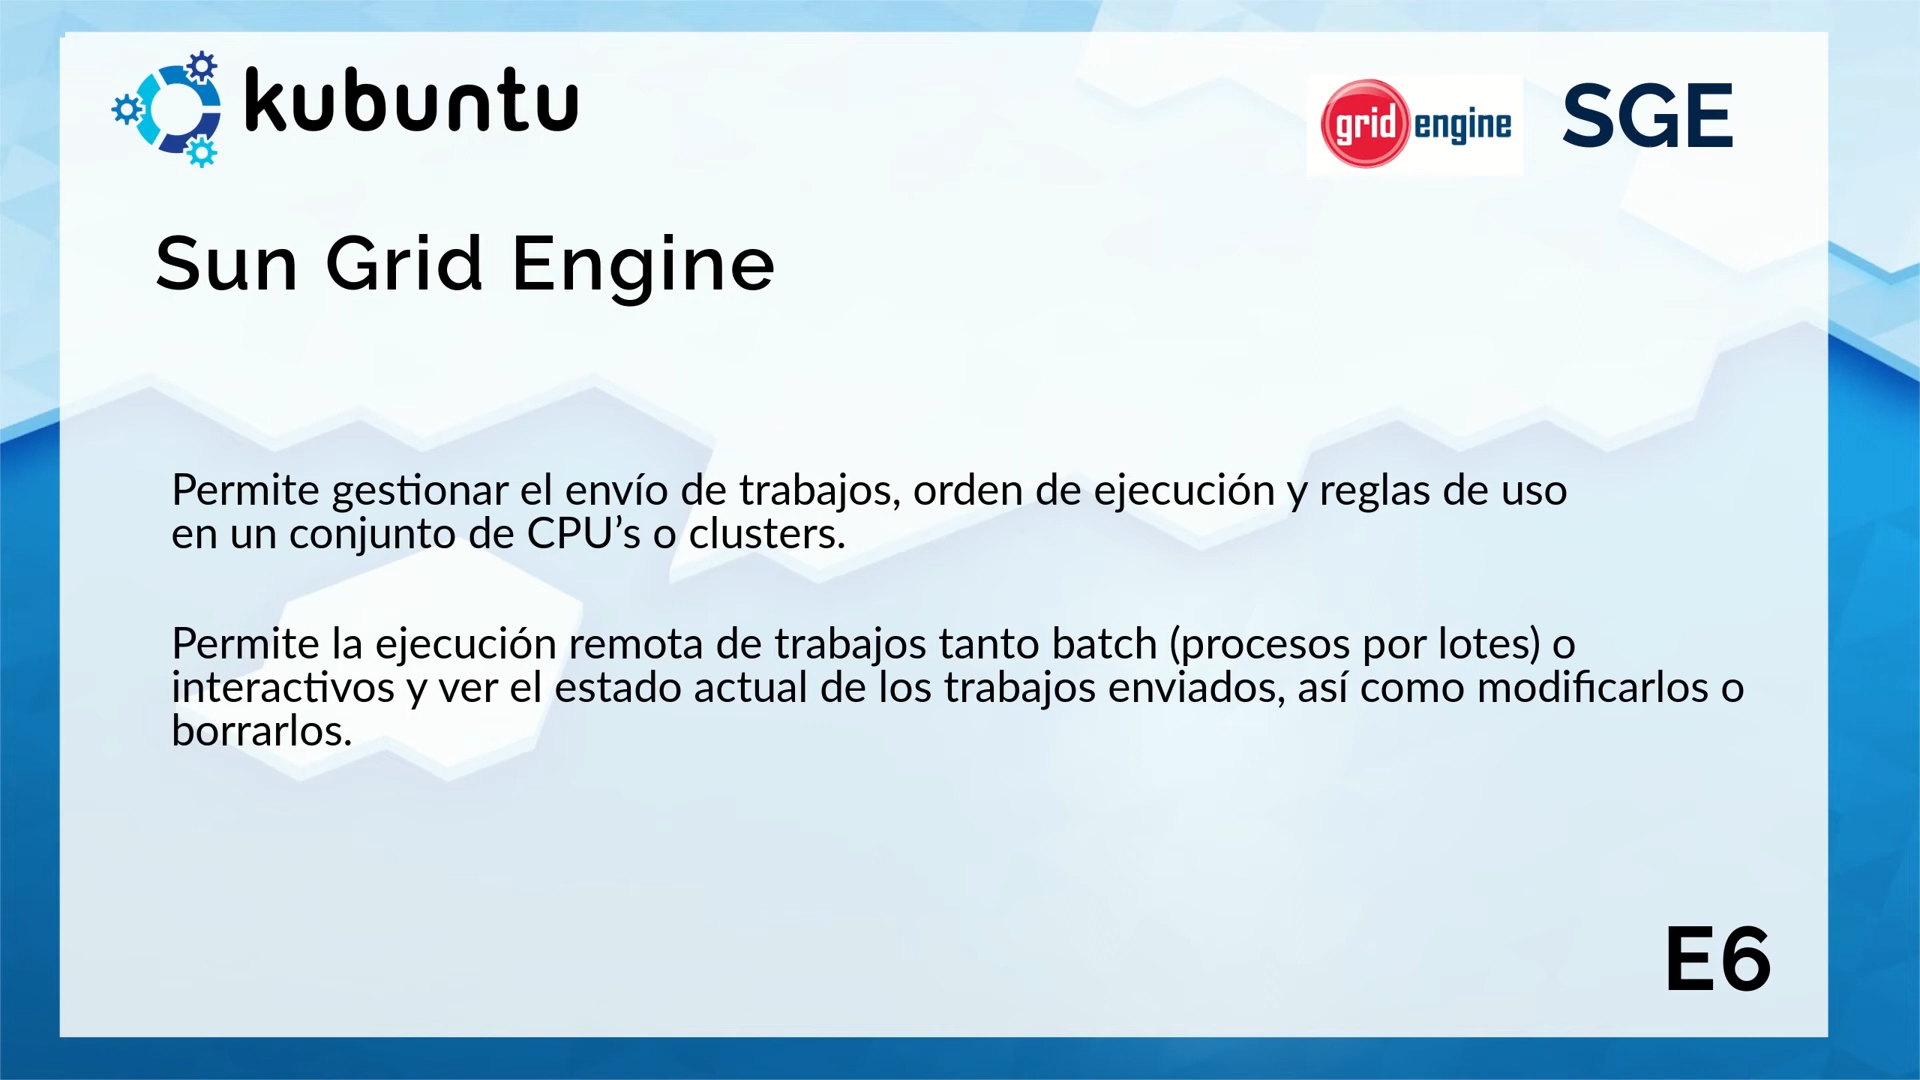 kubuntu
grid engine
SGE
Sun Grid Engine
Permite gestionar el envío de trabajos, orden de ejecución y reglas de uso
en un conjunto de CPU’s o clusters.
Permite la ejecución remota de trabajos tanto batch (procesos por lotes) o
interactivos y ver el estado actual de los trabajos enviados, así como modificarlos o
borrarlos.
E6